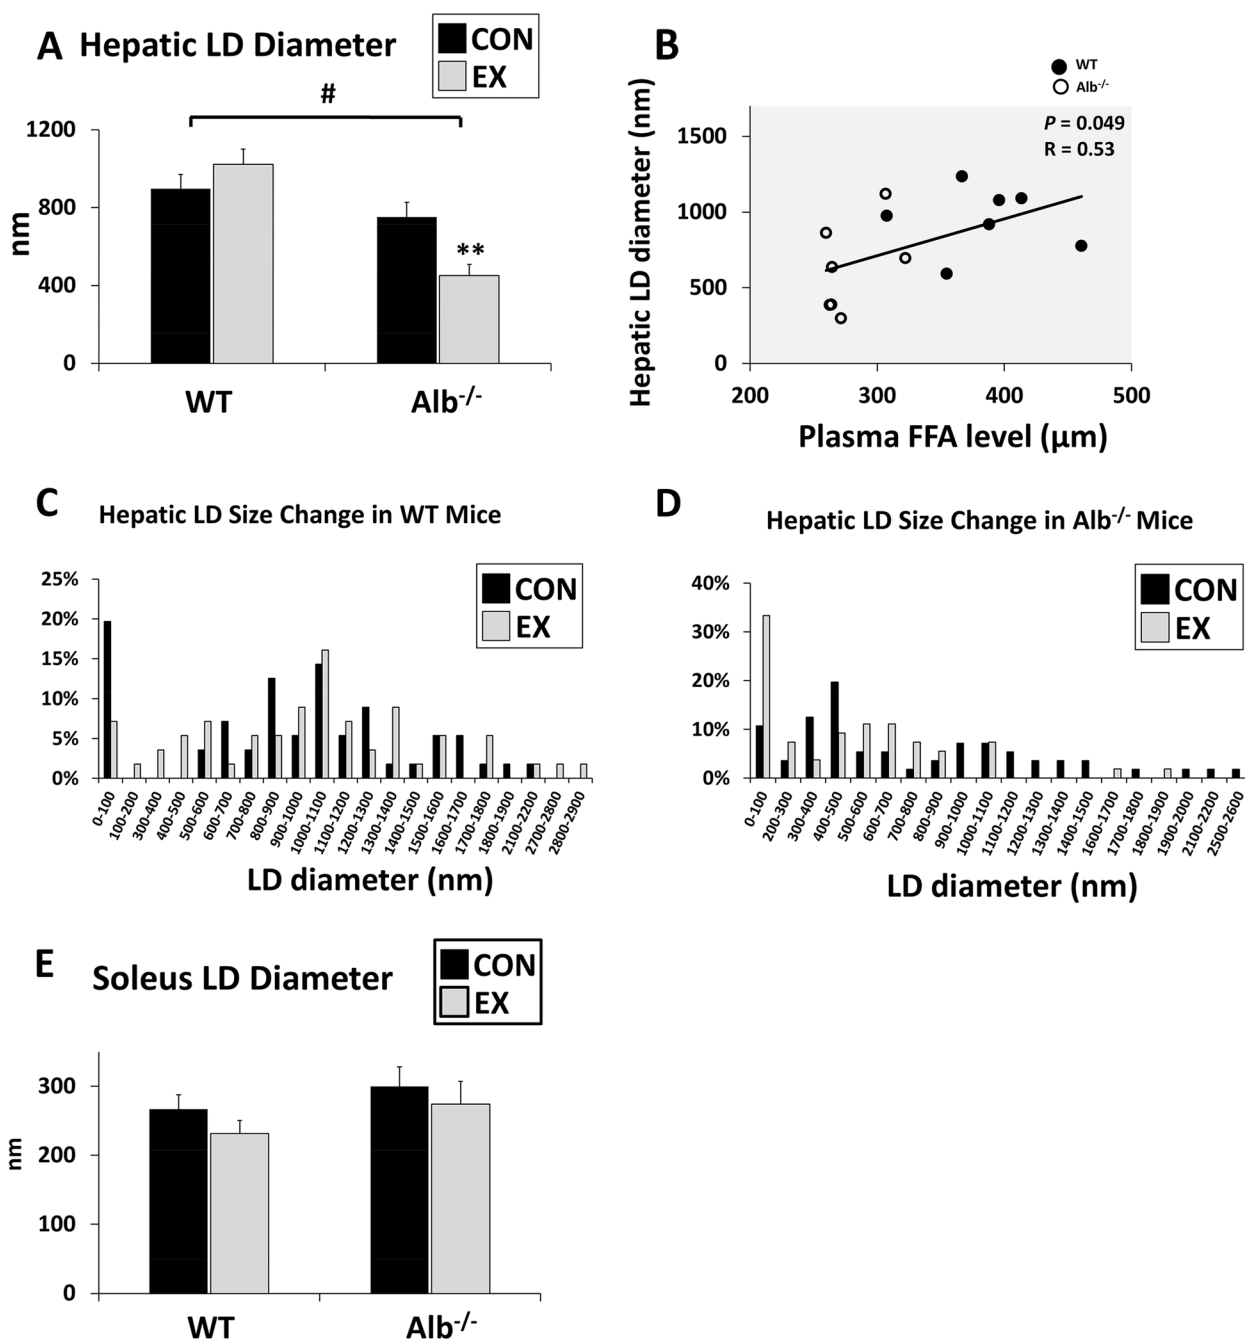 A Hepatic LD Diameter
CON
EX
#
**
nm
1200
800
400
0
WT
Alb-/-
B
WT
Alb-/-
P = 0.049
R = 0.53
Hepatic LD diameter (nm)
1500
1000
500
0
200
300
400
500
Plasma FFA level (µm)
C
Hepatic LD Size Change in WT Mice
CON
EX
25%
20%
15%
10%
5%
0%
0-100
100-200
300-400
400-500
500-600
600-700
700-800
800-900
900-1000
1000-1100
1100-1200
1200-1300
1300-1400
1400-1500
1500-1600
1600-1700
1700-1800
1800-1900
2100-2200
2700-2800
2800-2900
LD diameter (nm)
D
Hepatic LD Size Change in Alb-/- Mice
CON
EX
40%
30%
20%
10%
0%
0-100
200-300
300-400
400-500
500-600
600-700
700-800
800-900
900-1000
1000-1100
1100-1200
1200-1300
1300-1400
1400-1500
1600-1700
1700-1800
1800-1900
1900-2000
2100-2200
2500-2600
LD diameter (nm)
E
Soleus LD Diameter
CON
EX
nm
300
200
100
0
WT
Alb-/-